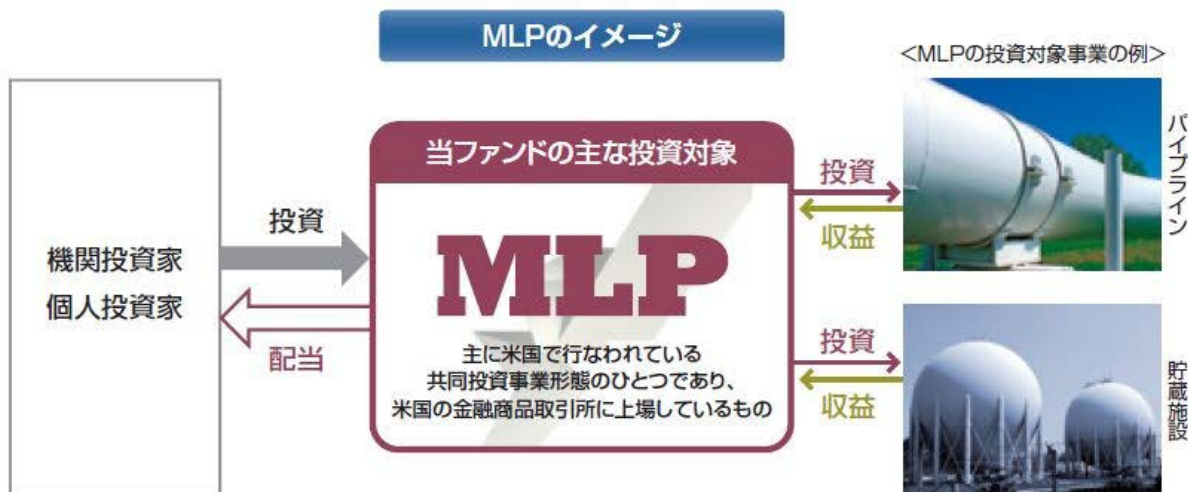 MLPのイメージ
機関投資家
個人投資家
投資
配当
当ファンドの主な投資対象
MLP
主に米国で行なわれている
共同投資事業形態のひとつであり、
米国の金融商品取引所に上場しているもの
<MLPの投資対象事業の例>
投資
収益
パイプライン
投資
収益
貯蔵施設